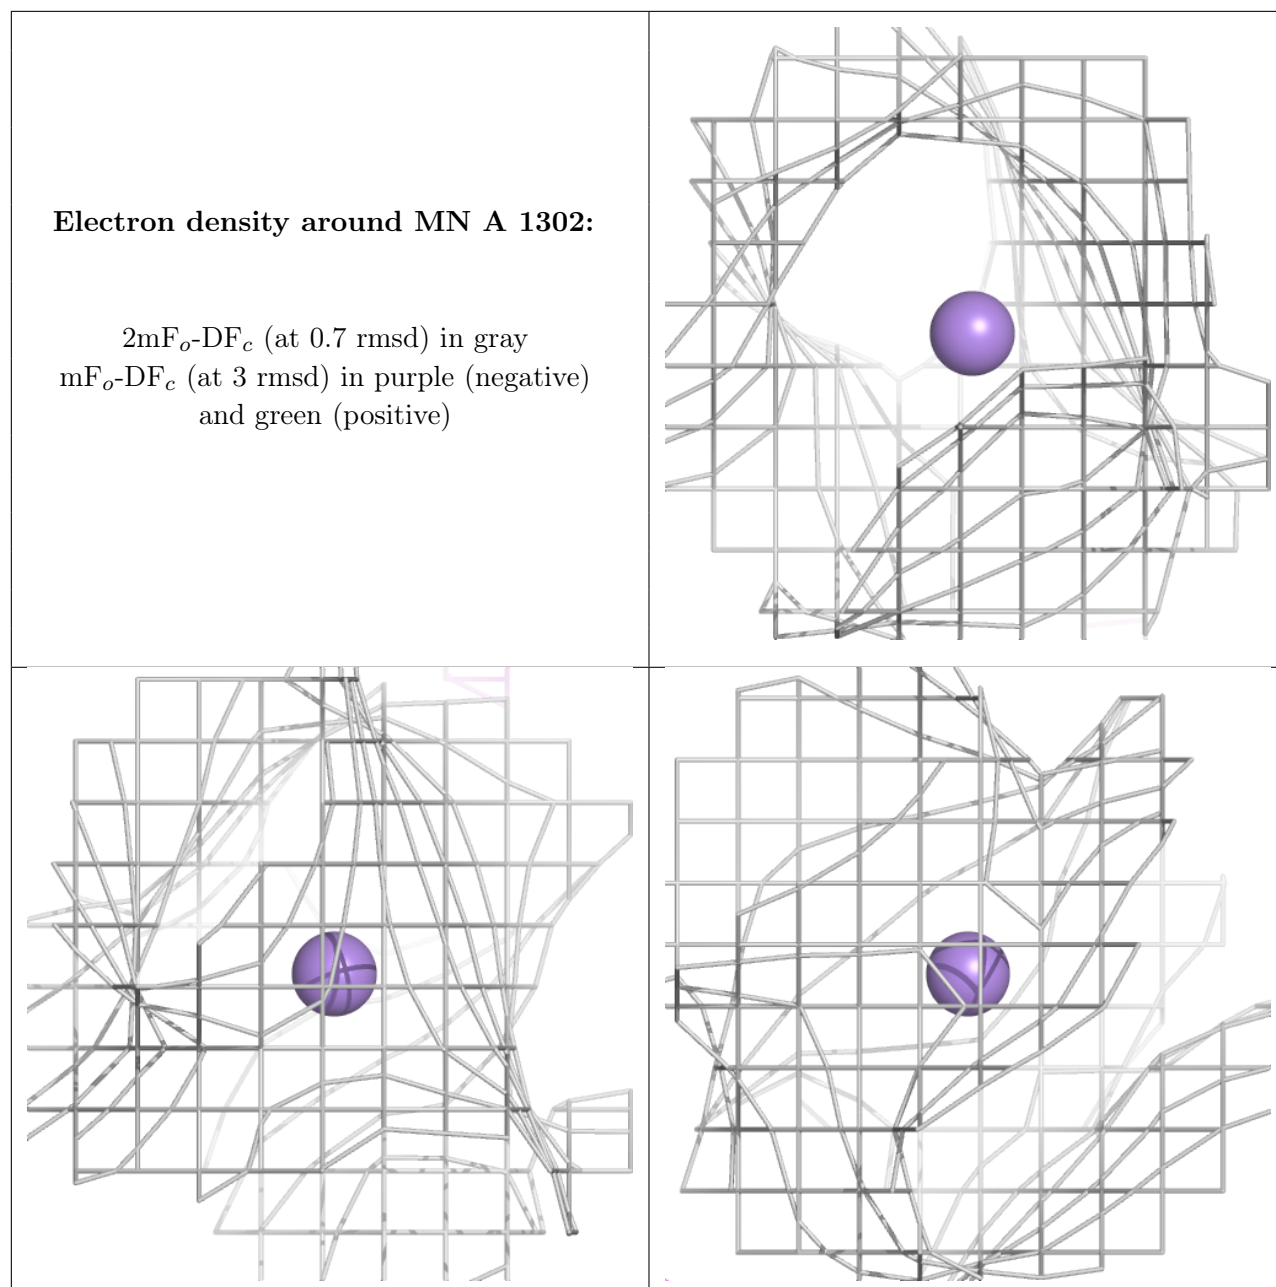 Electron density around MN A 1302:
2mFo-DFc (at 0.7 rmsd) in gray
mFo-DFc (at 3 rmsd) in purple (negative)
and green (positive)